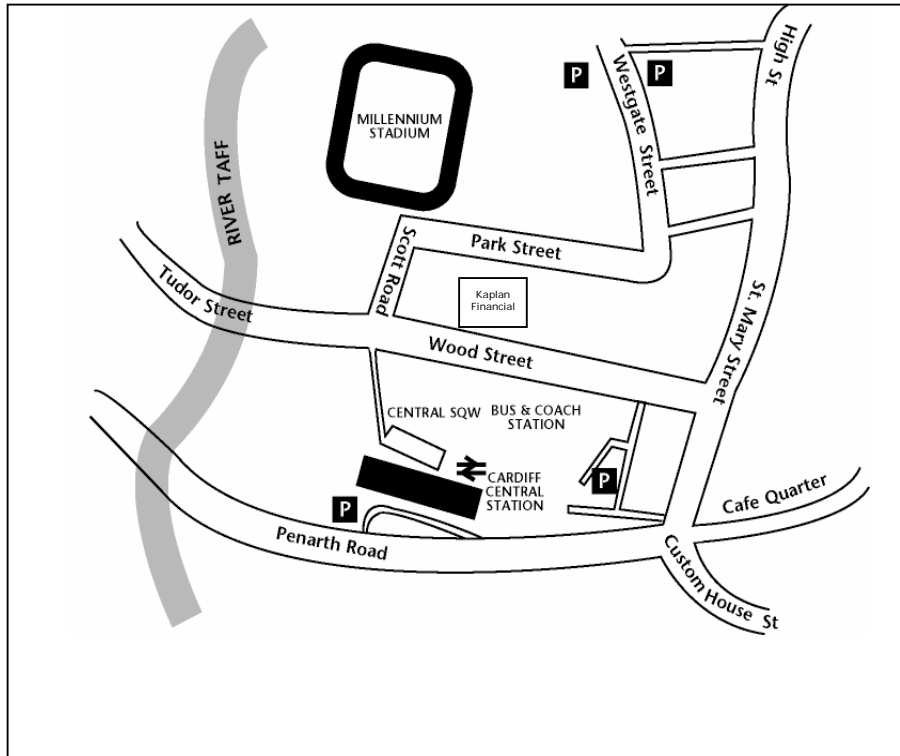 High St
P
P
Westgate Street
MILLENNIUM
STADIUM
RIVER TAFF
Park Street
Scott Road
Kaplan
Financial
Tudor Street
St. Mary Street
Wood Street
CENTRAL SQW
BUS & COACH
STATION
CARDIFF
CENTRAL
STATION
P
P
Cafe Quarter
Penarth Road
Custom House St